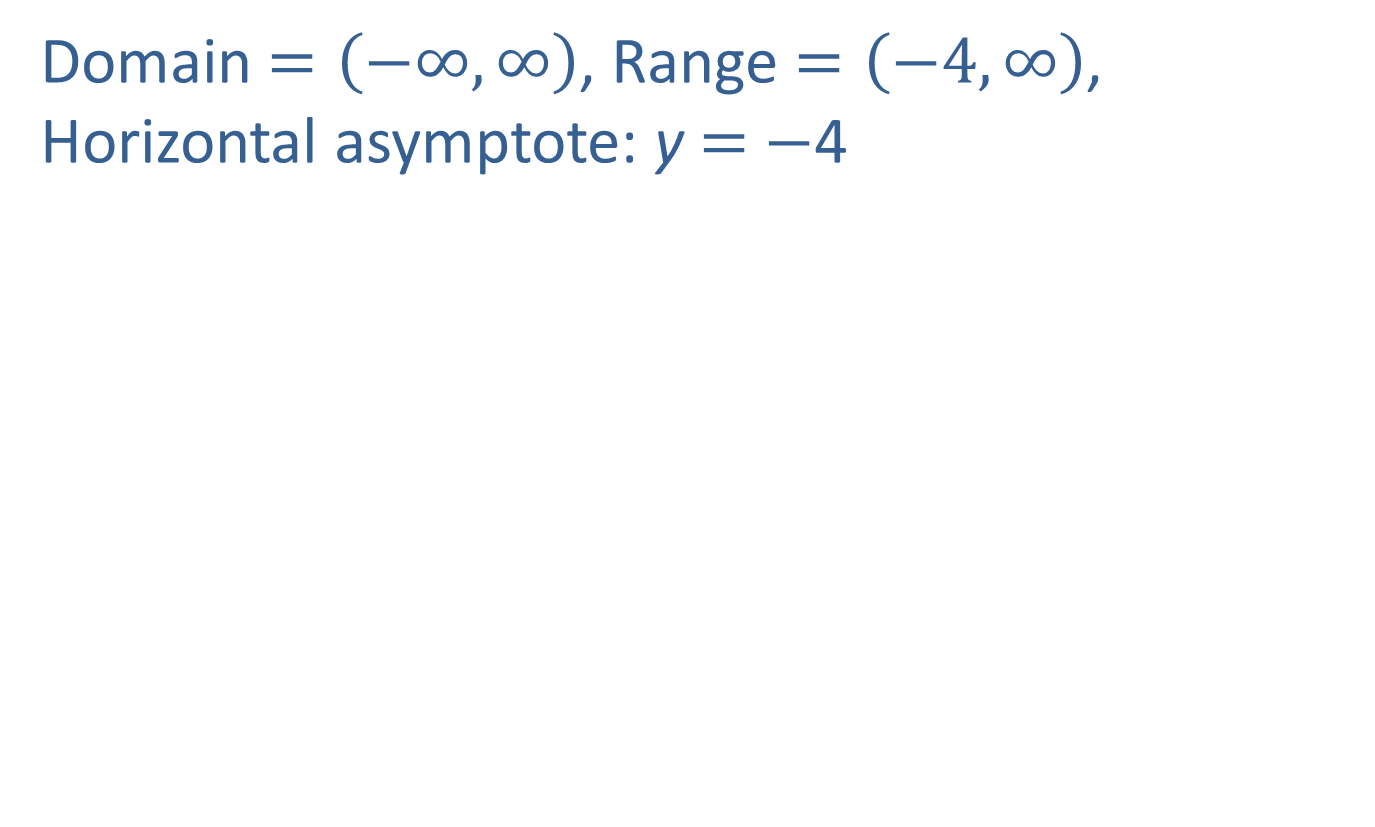 Domain = (−∞, ∞), Range = (−4, ∞),
Horizontal asymptote: y = −4